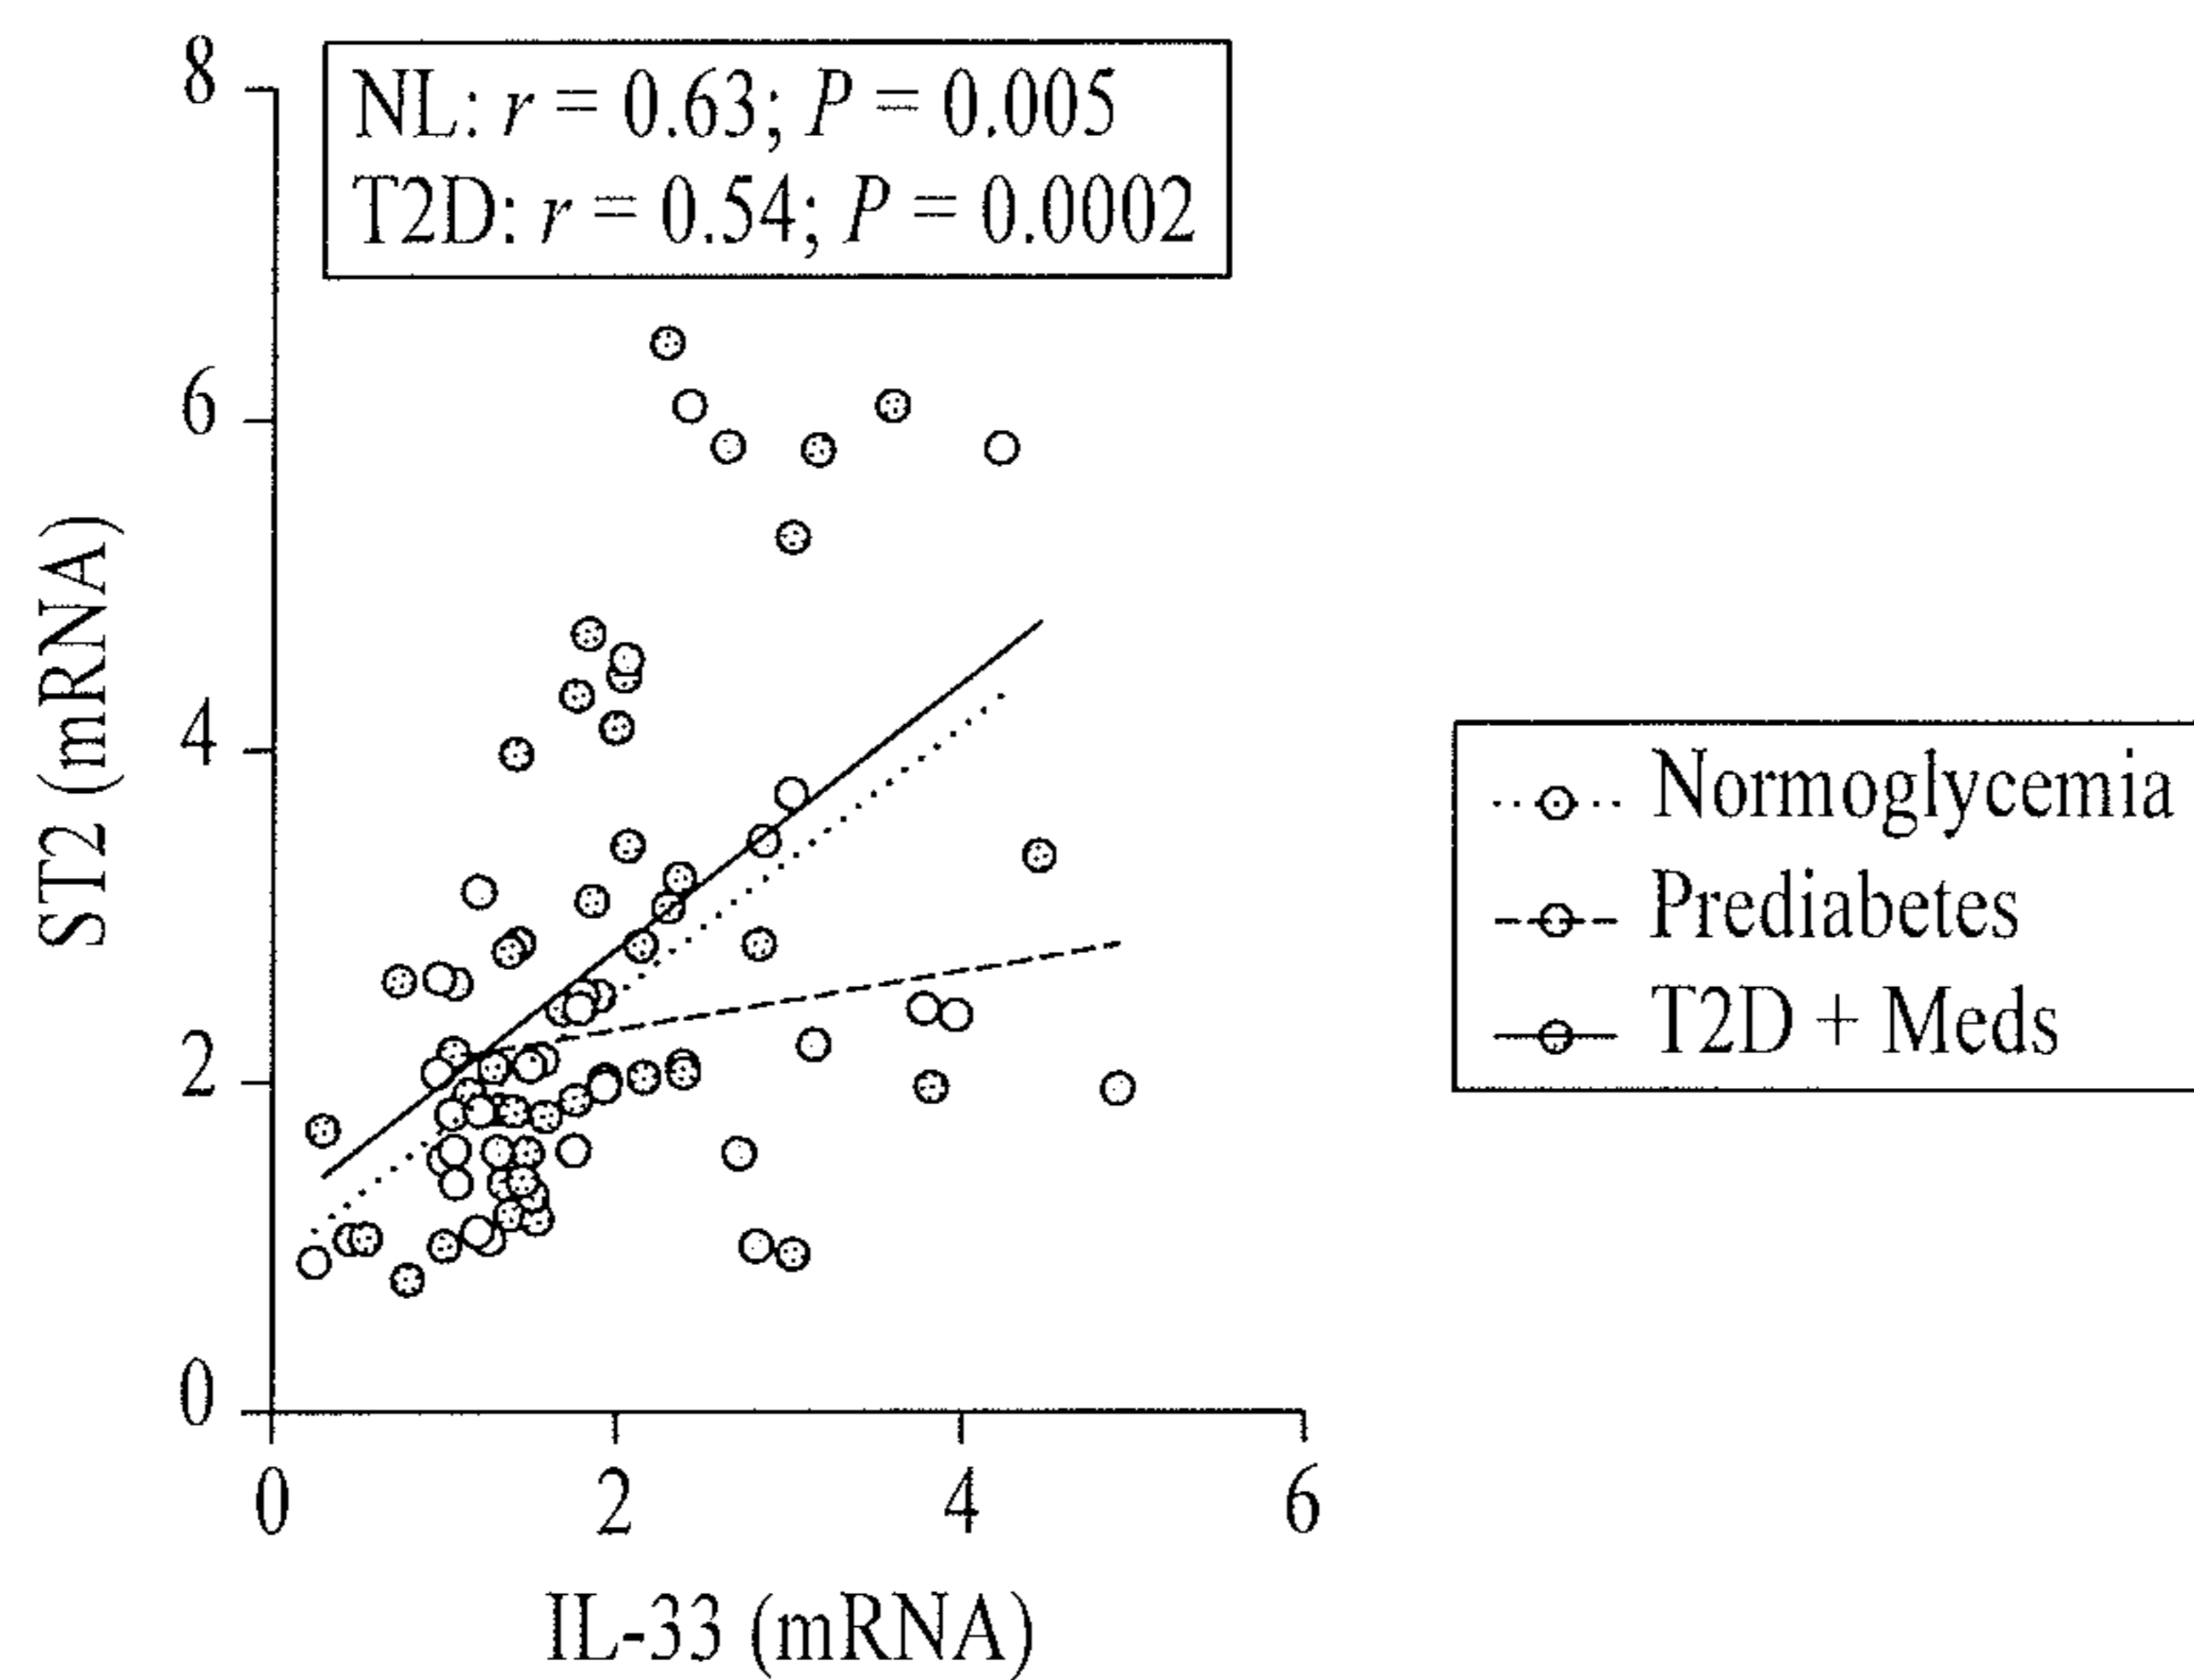 8
NL: r = 0.63; P = 0.005
T2D: r = 0.54; P = 0.0002
6
4
2
0
ST2 (mRNA)
0 2 4 6
IL-33 (mRNA)
Normoglycemia
Prediabetes
T2D + Meds